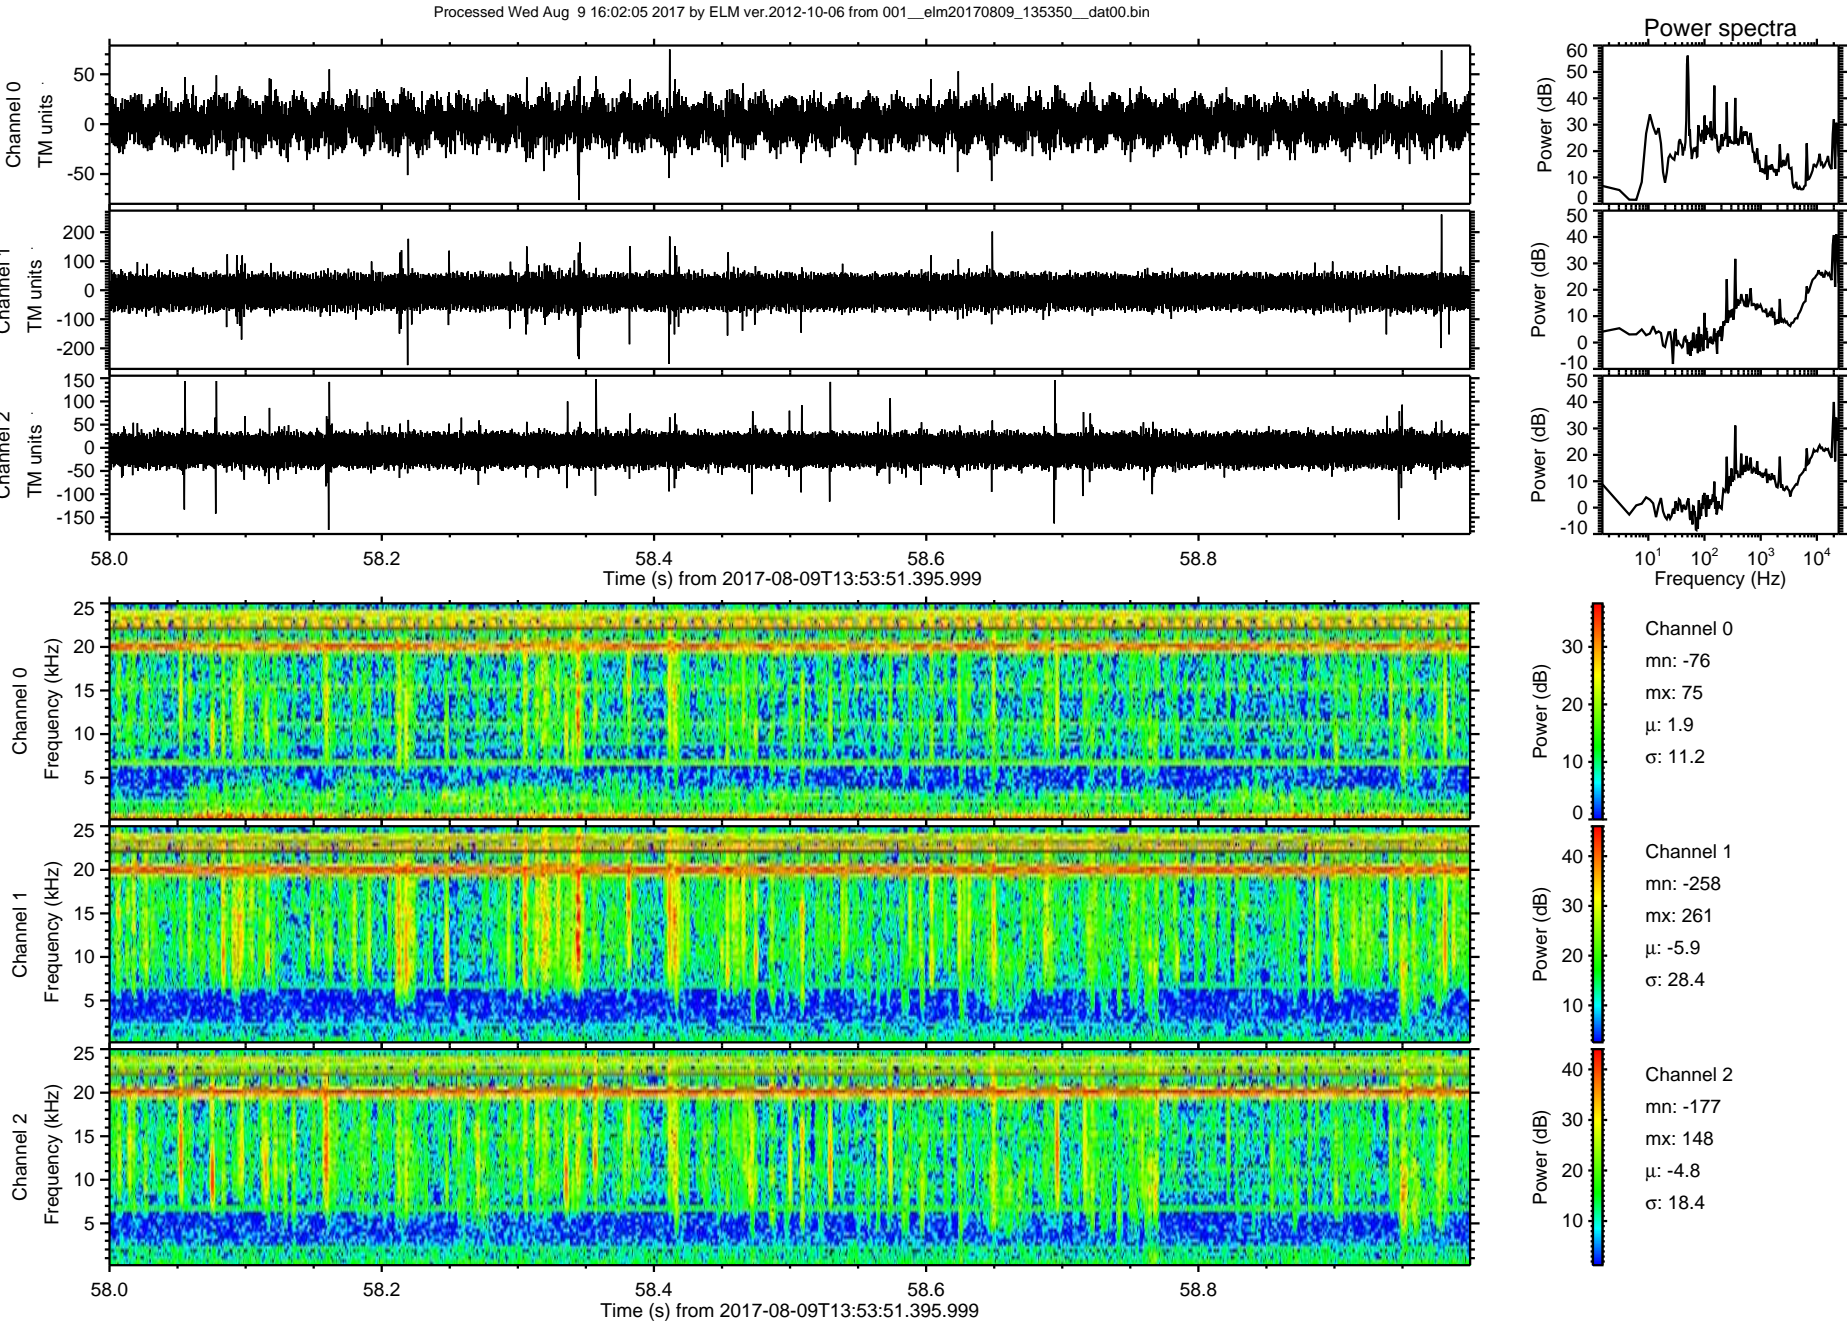 Processed Wed Aug  9 16:02:05 2017 by ELM ver.2012-10-06 from 001__elm20170809_135350__dat00.bin
Power spectra
Channel 0
TM units
50
0
-50
Power (dB)
60
50
40
30
20
10
0
Channel 1
TM units
200
100
0
-100
-200
Power (dB)
50
40
30
20
10
0
-10
Channel 2
TM units
150
100
50
0
-50
-100
-150
Power (dB)
50
40
30
20
10
0
-10
58.0 58.2 58.4 58.6 58.8
Time (s) from 2017-08-09T13:53:51.395.999
10¹ 10² 10³ 10⁴
Frequency (Hz)
Channel 0
Frequency (kHz)
25
20
15
10
5
Power (dB)
30
20
10
0
Channel 0
mn: -76
mx: 75
μ: 1.9
σ: 11.2
Channel 1
Frequency (kHz)
25
20
15
10
5
Power (dB)
40
30
20
10
Channel 1
mn: -258
mx: 261
μ: -5.9
σ: 28.4
Channel 2
Frequency (kHz)
25
20
15
10
5
Power (dB)
40
30
20
10
Channel 2
mn: -177
mx: 148
μ: -4.8
σ: 18.4
58.0 58.2 58.4 58.6 58.8
Time (s) from 2017-08-09T13:53:51.395.999